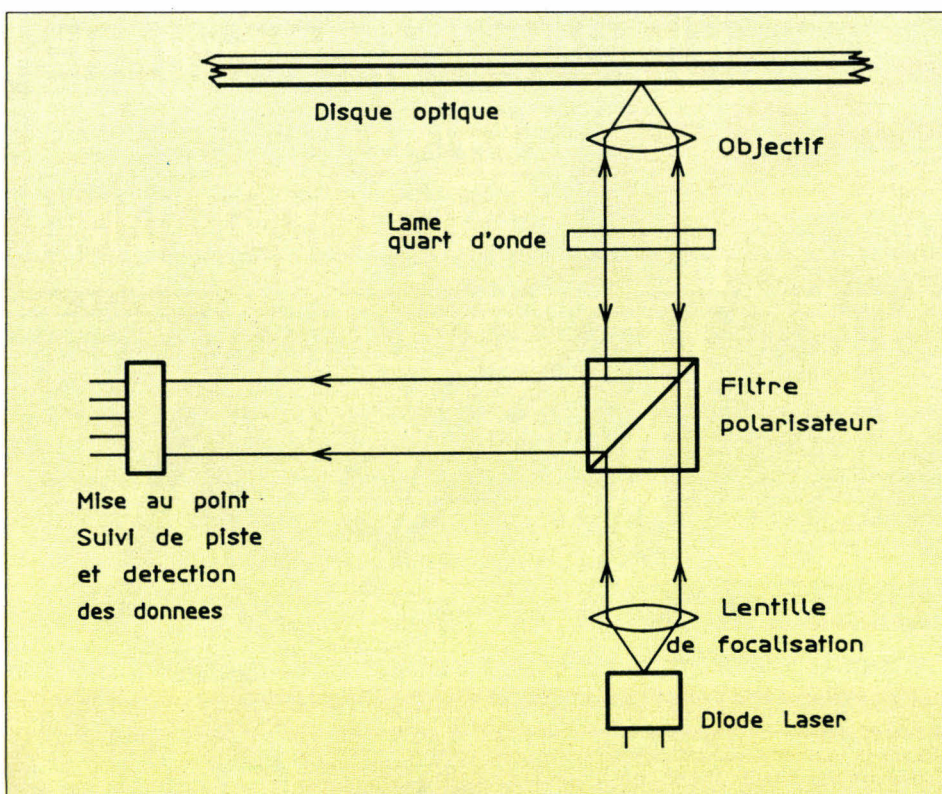 Disque optique
Objectif
Lame
quart d'onde
Filtre
polarisateur
Mise au point
Suivi de piste
et detection
des donnees
Lentille
de focalisation
Diode Laser